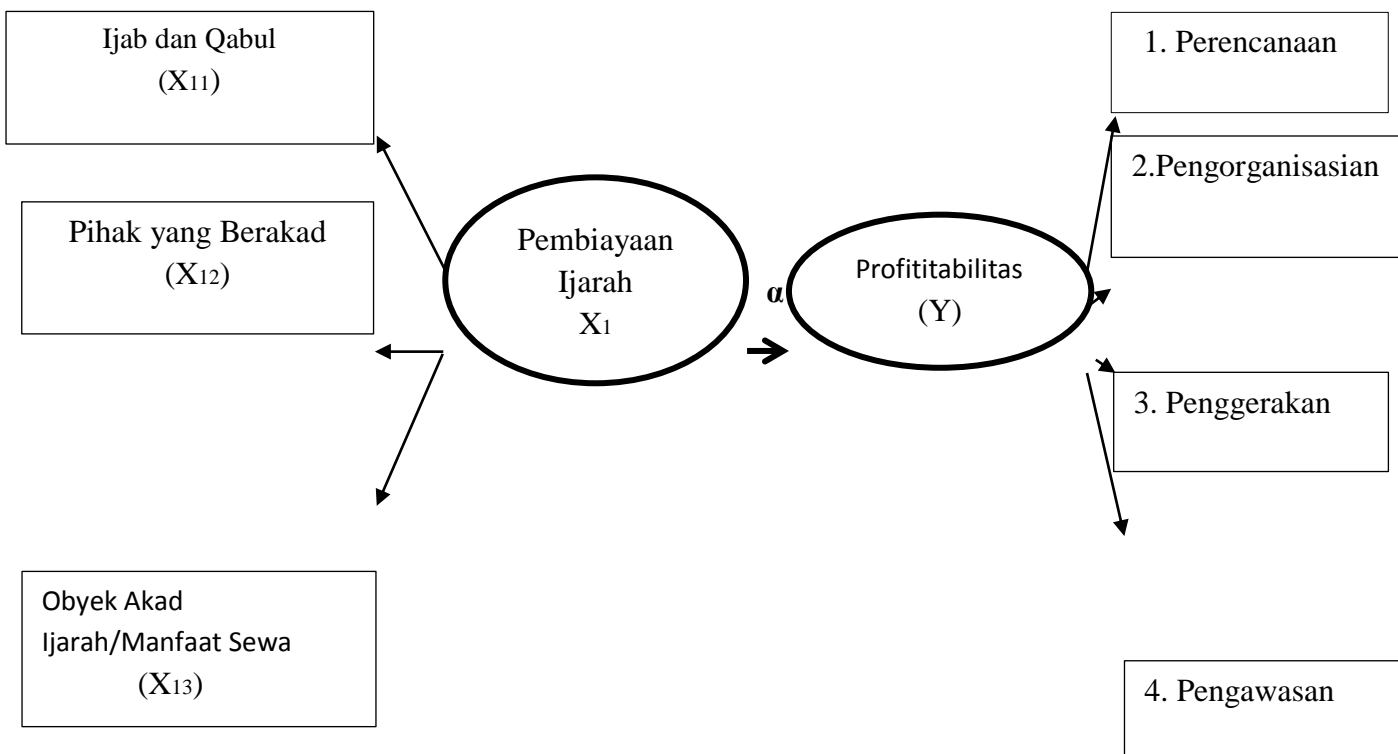 Ijab dan Qabul
(X11)
Pihak yang Berakad
(X12)
Obyek Akad
Ijarah/Manfaat Sewa
(X13)
Pembiayaan
Ijarah
X1
α
Profititabilitas
(Y)
1. Perencanaan
2.Pengorganisasian
3. Penggerakan
4. Pengawasan